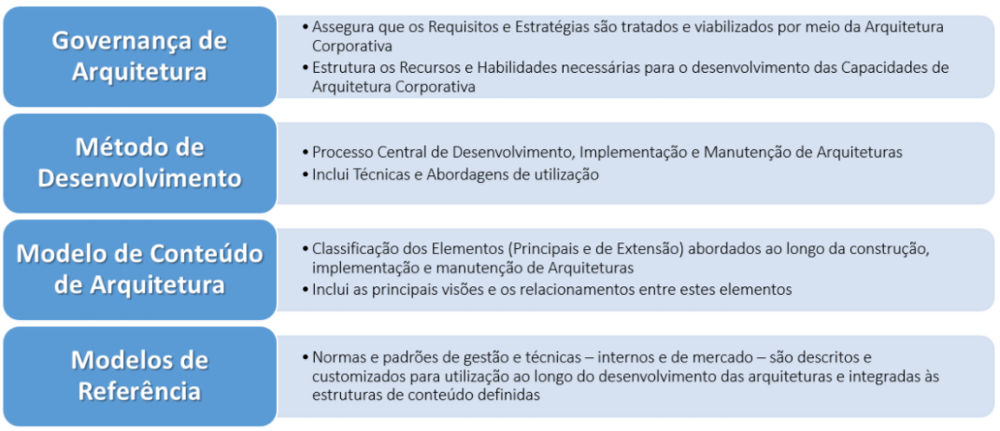 Governança de
Arquitetura
• Assegura que os Requisitos e Estratégias são tratados e viabilizados por meio da Arquitetura
Corporativa
• Estrutura os Recursos e Habilidades necessárias para o desenvolvimento das Capacidades de
Arquitetura Corporativa
Método de
Desenvolvimento
• Processo Central de Desenvolvimento, Implementação e Manutenção de Arquiteturas
• Inclui Técnicas e Abordagens de utilização
Modelo de Conteúdo
de Arquitetura
• Classificação dos Elementos (Principais e de Extensão) abordados ao longo da construção,
implementação e manutenção de Arquiteturas
• Inclui as principais visões e os relacionamentos entre estes elementos
Modelos de
Referência
• Normas e padrões de gestão e técnicas – internos e de mercado – são descritos e
customizados para utilização ao longo do desenvolvimento das arquiteturas e integradas às
estruturas de conteúdo definidas